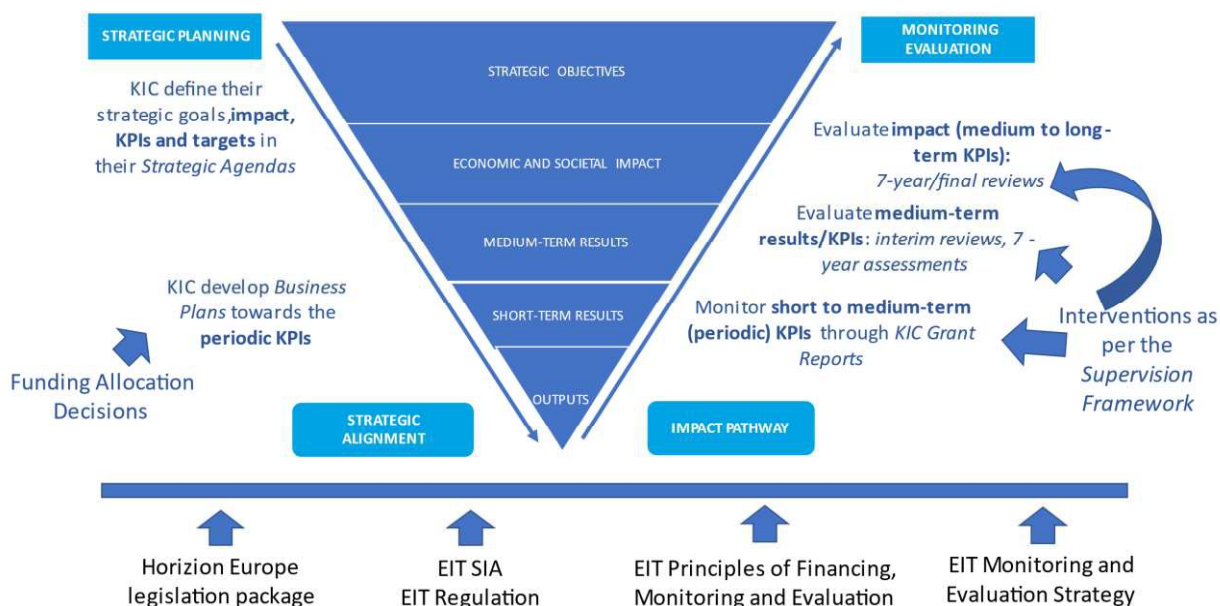 STRATEGIC PLANNING
KIC define their
strategic goals,impact,
KPIs and targets in
their Strategic Agendas
KIC develop Business
Plans towards the
periodic KPIs
Funding Allocation
Decisions
STRATEGIC
ALIGNMENT
STRATEGIC OBJECTIVES
ECONOMIC AND SOCIETAL IMPACT
MEDIUM-TERM RESULTS
SHORT-TERM RESULTS
OUTPUTS
MONITORING
EVALUATION
Evaluate impact (medium to long-
term KPIs):
7-year/final reviews
Evaluate medium-term
results/KPIs: interim reviews, 7 -
year assessments
Monitor short to medium-term
(periodic) KPIs through KIC Grant
Reports
Interventions as
per the
Supervision
Framework
IMPACT PATHWAY
Horizion Europe
legislation package
EIT SIA
EIT Regulation
EIT Principles of Financing,
Monitoring and Evaluation
EIT Monitoring and
Evaluation Strategy